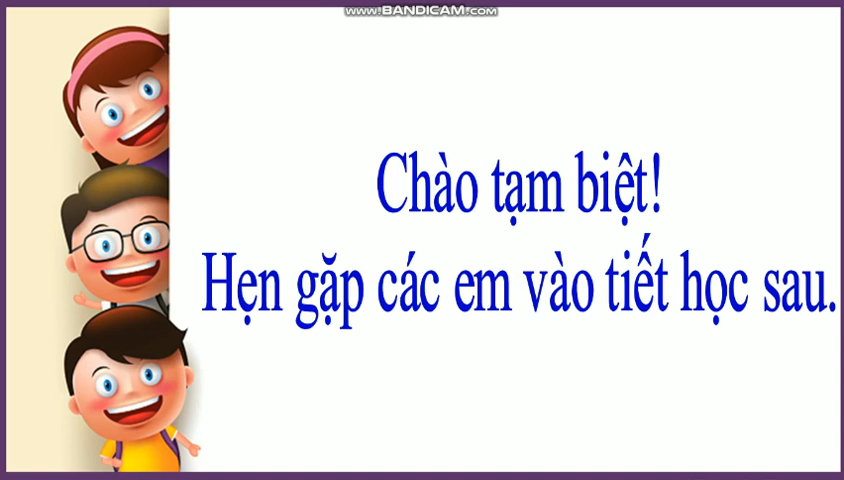 WWW.BANDICAM.COM
Chào tạm biệt!
Hẹn gặp các em vào tiết học sau.